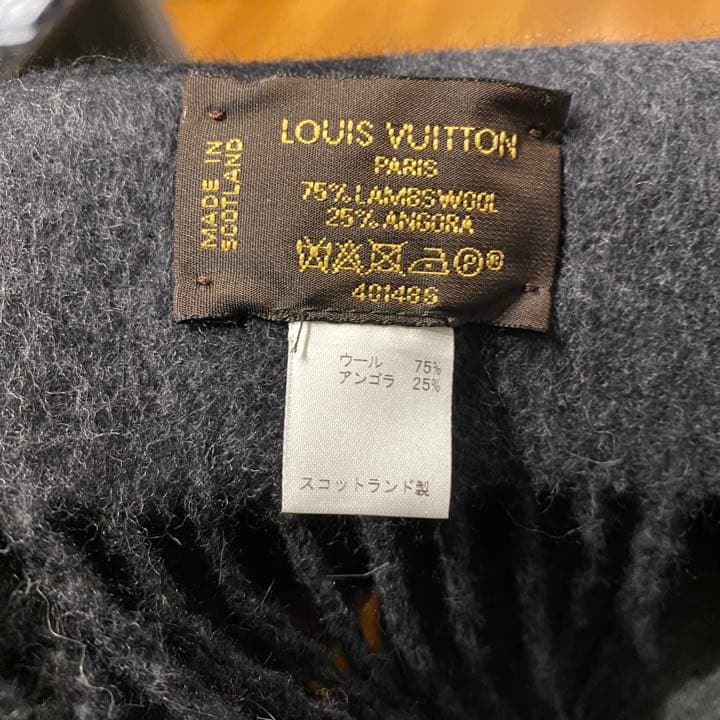 MADE IN
SCOTLAND
LOUIS VUITTON
PARIS
75% LAMBSWOOL
25% ANGORA
40148S
ウール 75%
アンゴラ 25%
スコットランド製